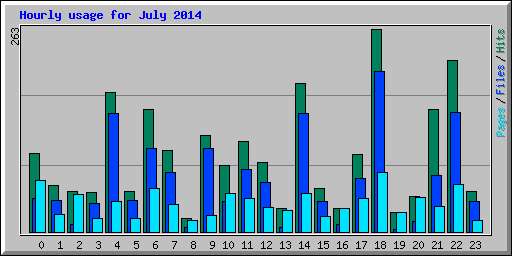 Hourly usage for July 2014
263
Pages / Files / Hits
0 1 2 3 4 5 6 7 8 9 10 11 12 13 14 15 16 17 18 19 20 21 22 23